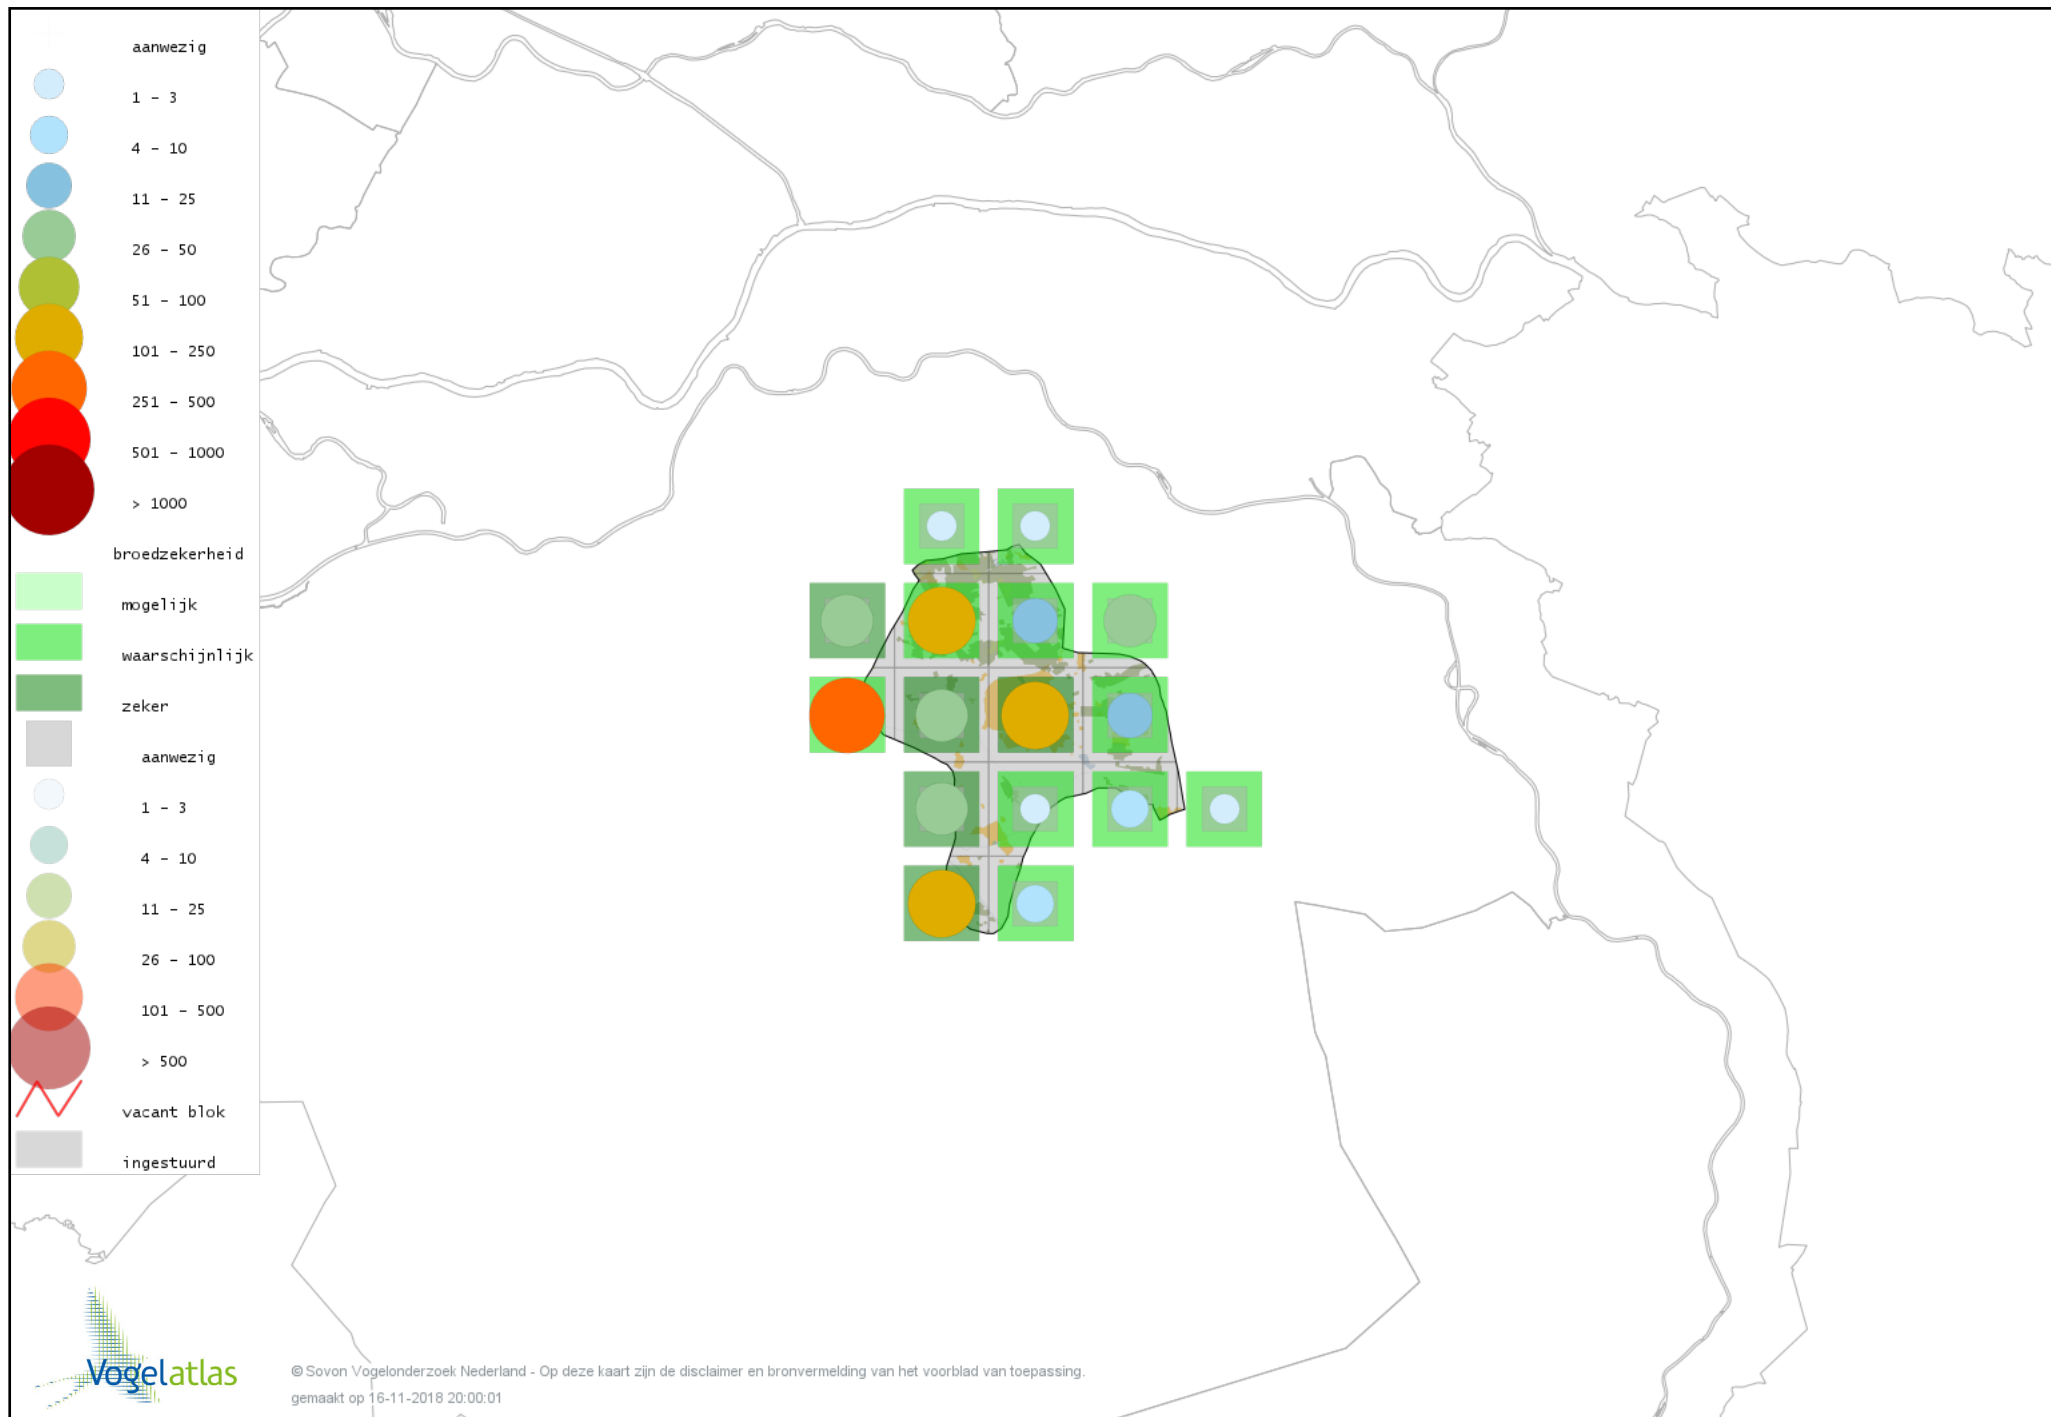 aanwezig
1 - 3
4 - 10
11 - 25
26 - 50
51 - 100
101 - 250
251 - 500
501 - 1000
> 1000
broedzekerheid
mogelijk
waarschijnlijk
zeker
aanwezig
1 - 3
4 - 10
11 - 25
26 - 100
101 - 500
> 500
vacant blok
ingestuurd
Vogelatlas
© Sovon Vogelonderzoek Nederland - Op deze kaart zijn de disclaimer en bronvermelding van het voorblad van toepassing.
gemaakt op 16-11-2018 20:00:01